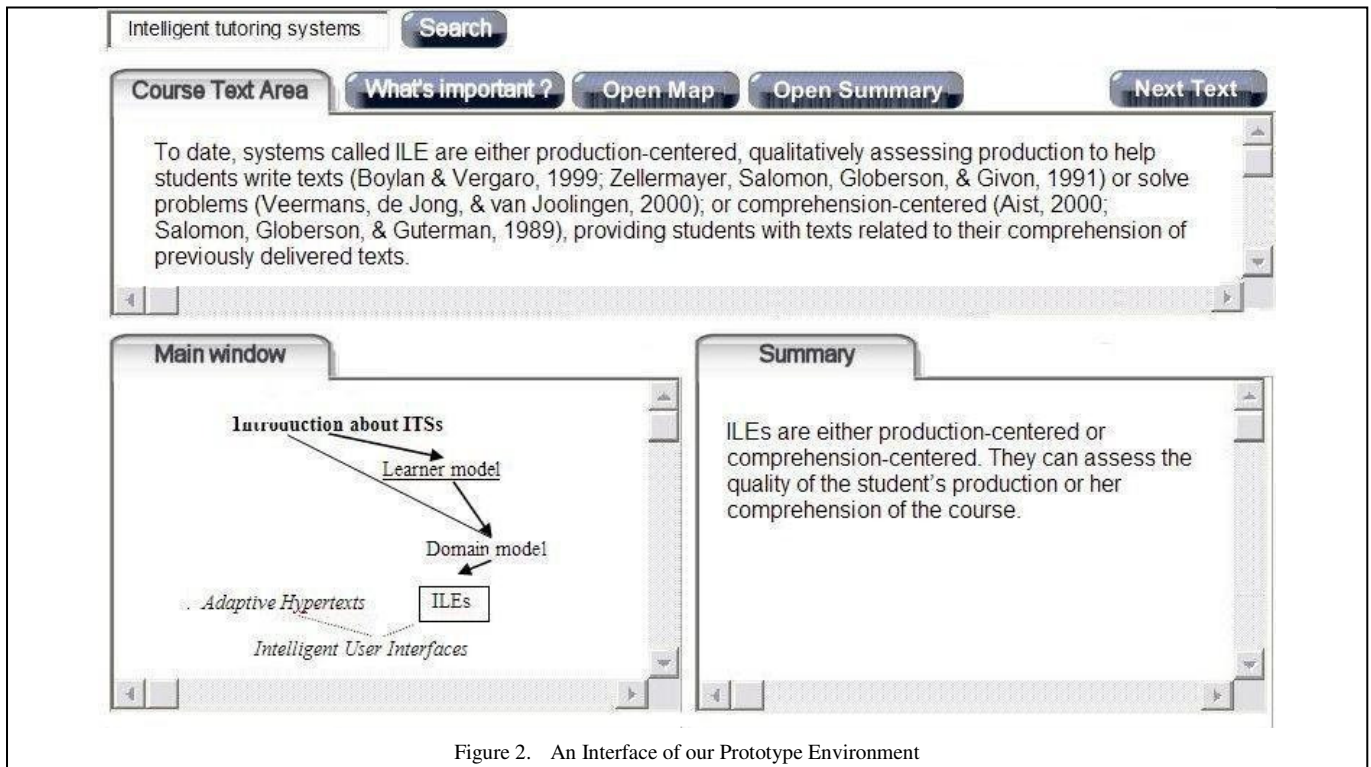 Intelligent tutoring systems
Search
Course Text Area
What's important ?
Open Map
Open Summary
Next Text
To date, systems called ILE are either production-centered, qualitatively assessing production to help
students write texts (Boylan & Vergaro, 1999; Zellermayer, Salomon, Globerson, & Givon, 1991) or solve
problems (Veermans, de Jong, & van Joolingen, 2000); or comprehension-centered (Aist, 2000;
Salomon, Globerson, & Guterman, 1989), providing students with texts related to their comprehension of
previously delivered texts.
Main window
Introduction about ITSs
Learner model
Domain model
. Adaptive Hypertexts
ILEs
Intelligent User Interfaces
Summary
ILEs are either production-centered or
comprehension-centered. They can assess the
quality of the student's production or her
comprehension of the course.
Figure 2. An Interface of our Prototype Environment